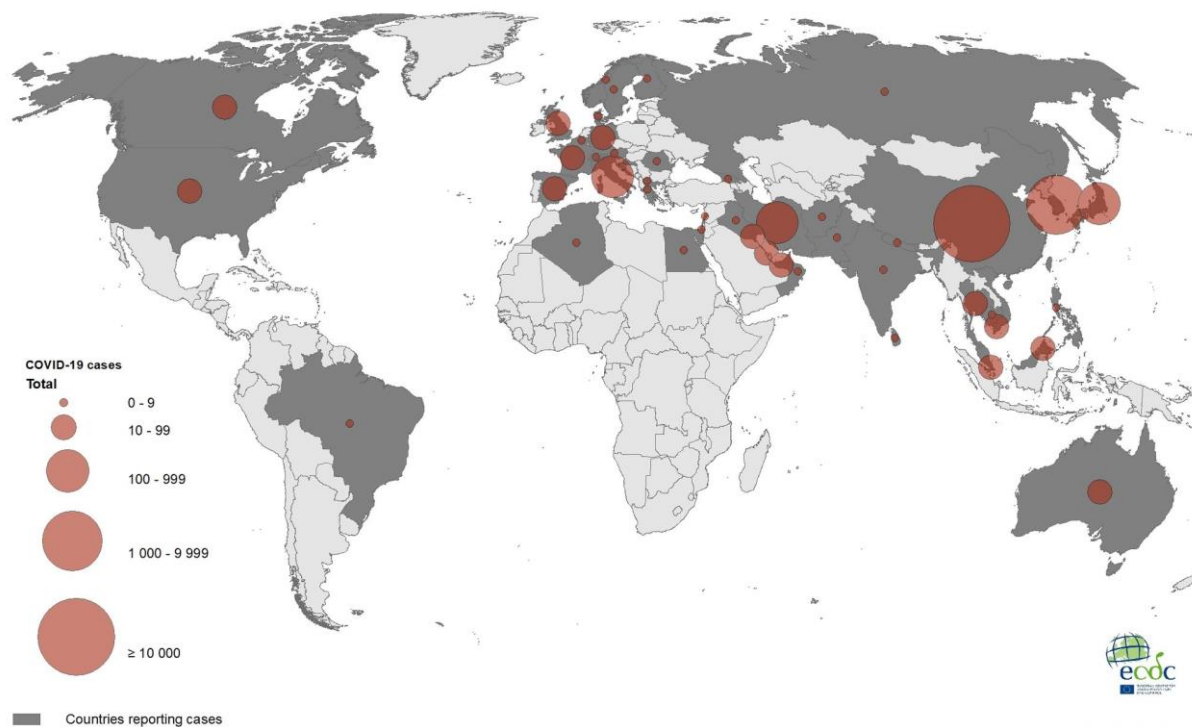 COVID-19 cases
Total
0 - 9
10 - 99
100 - 999
1 000 - 9 999
≥ 10 000
Countries reporting cases
ecdc